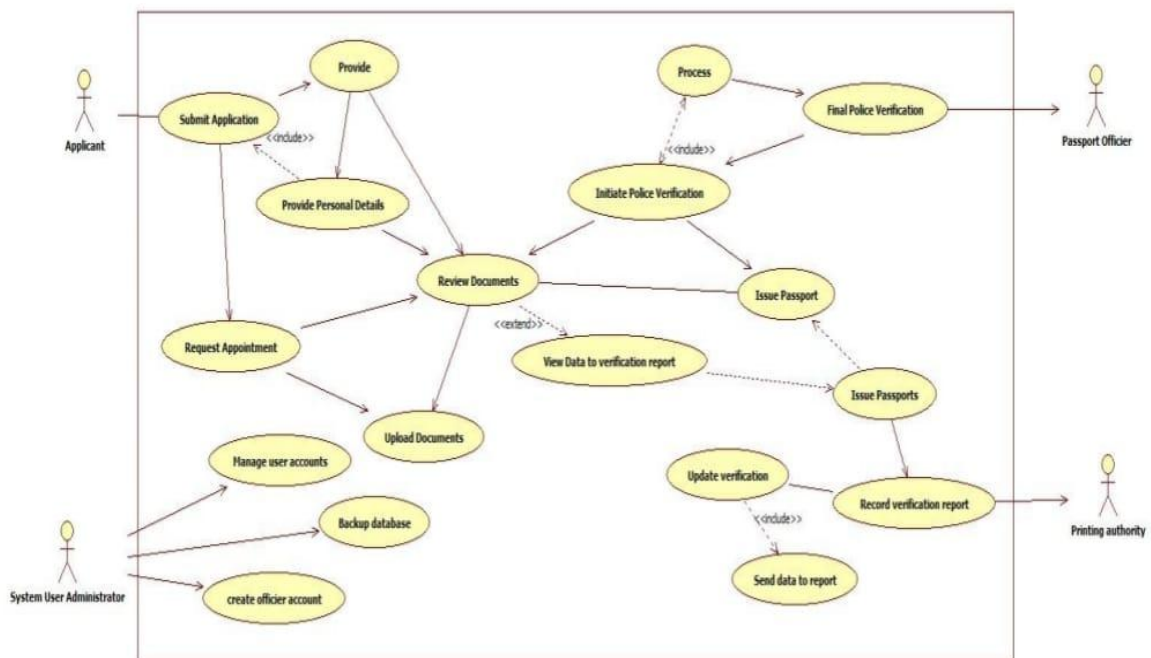 Provide
Process
Submit Application
Final Police Verification
Applicant
Passport Officier
<<include>>
<<include>>
Provide Personal Details
Initiate Police Verification
Review Documents
Issue Passport
<<extend>>
Request Appointment
View Data to verification report
Issue Passports
Upload Documents
Manage user accounts
Update verification
Record verification report
Backup database
<<include>>
Printing authority
Send data to report
System User Administrator
create officier account